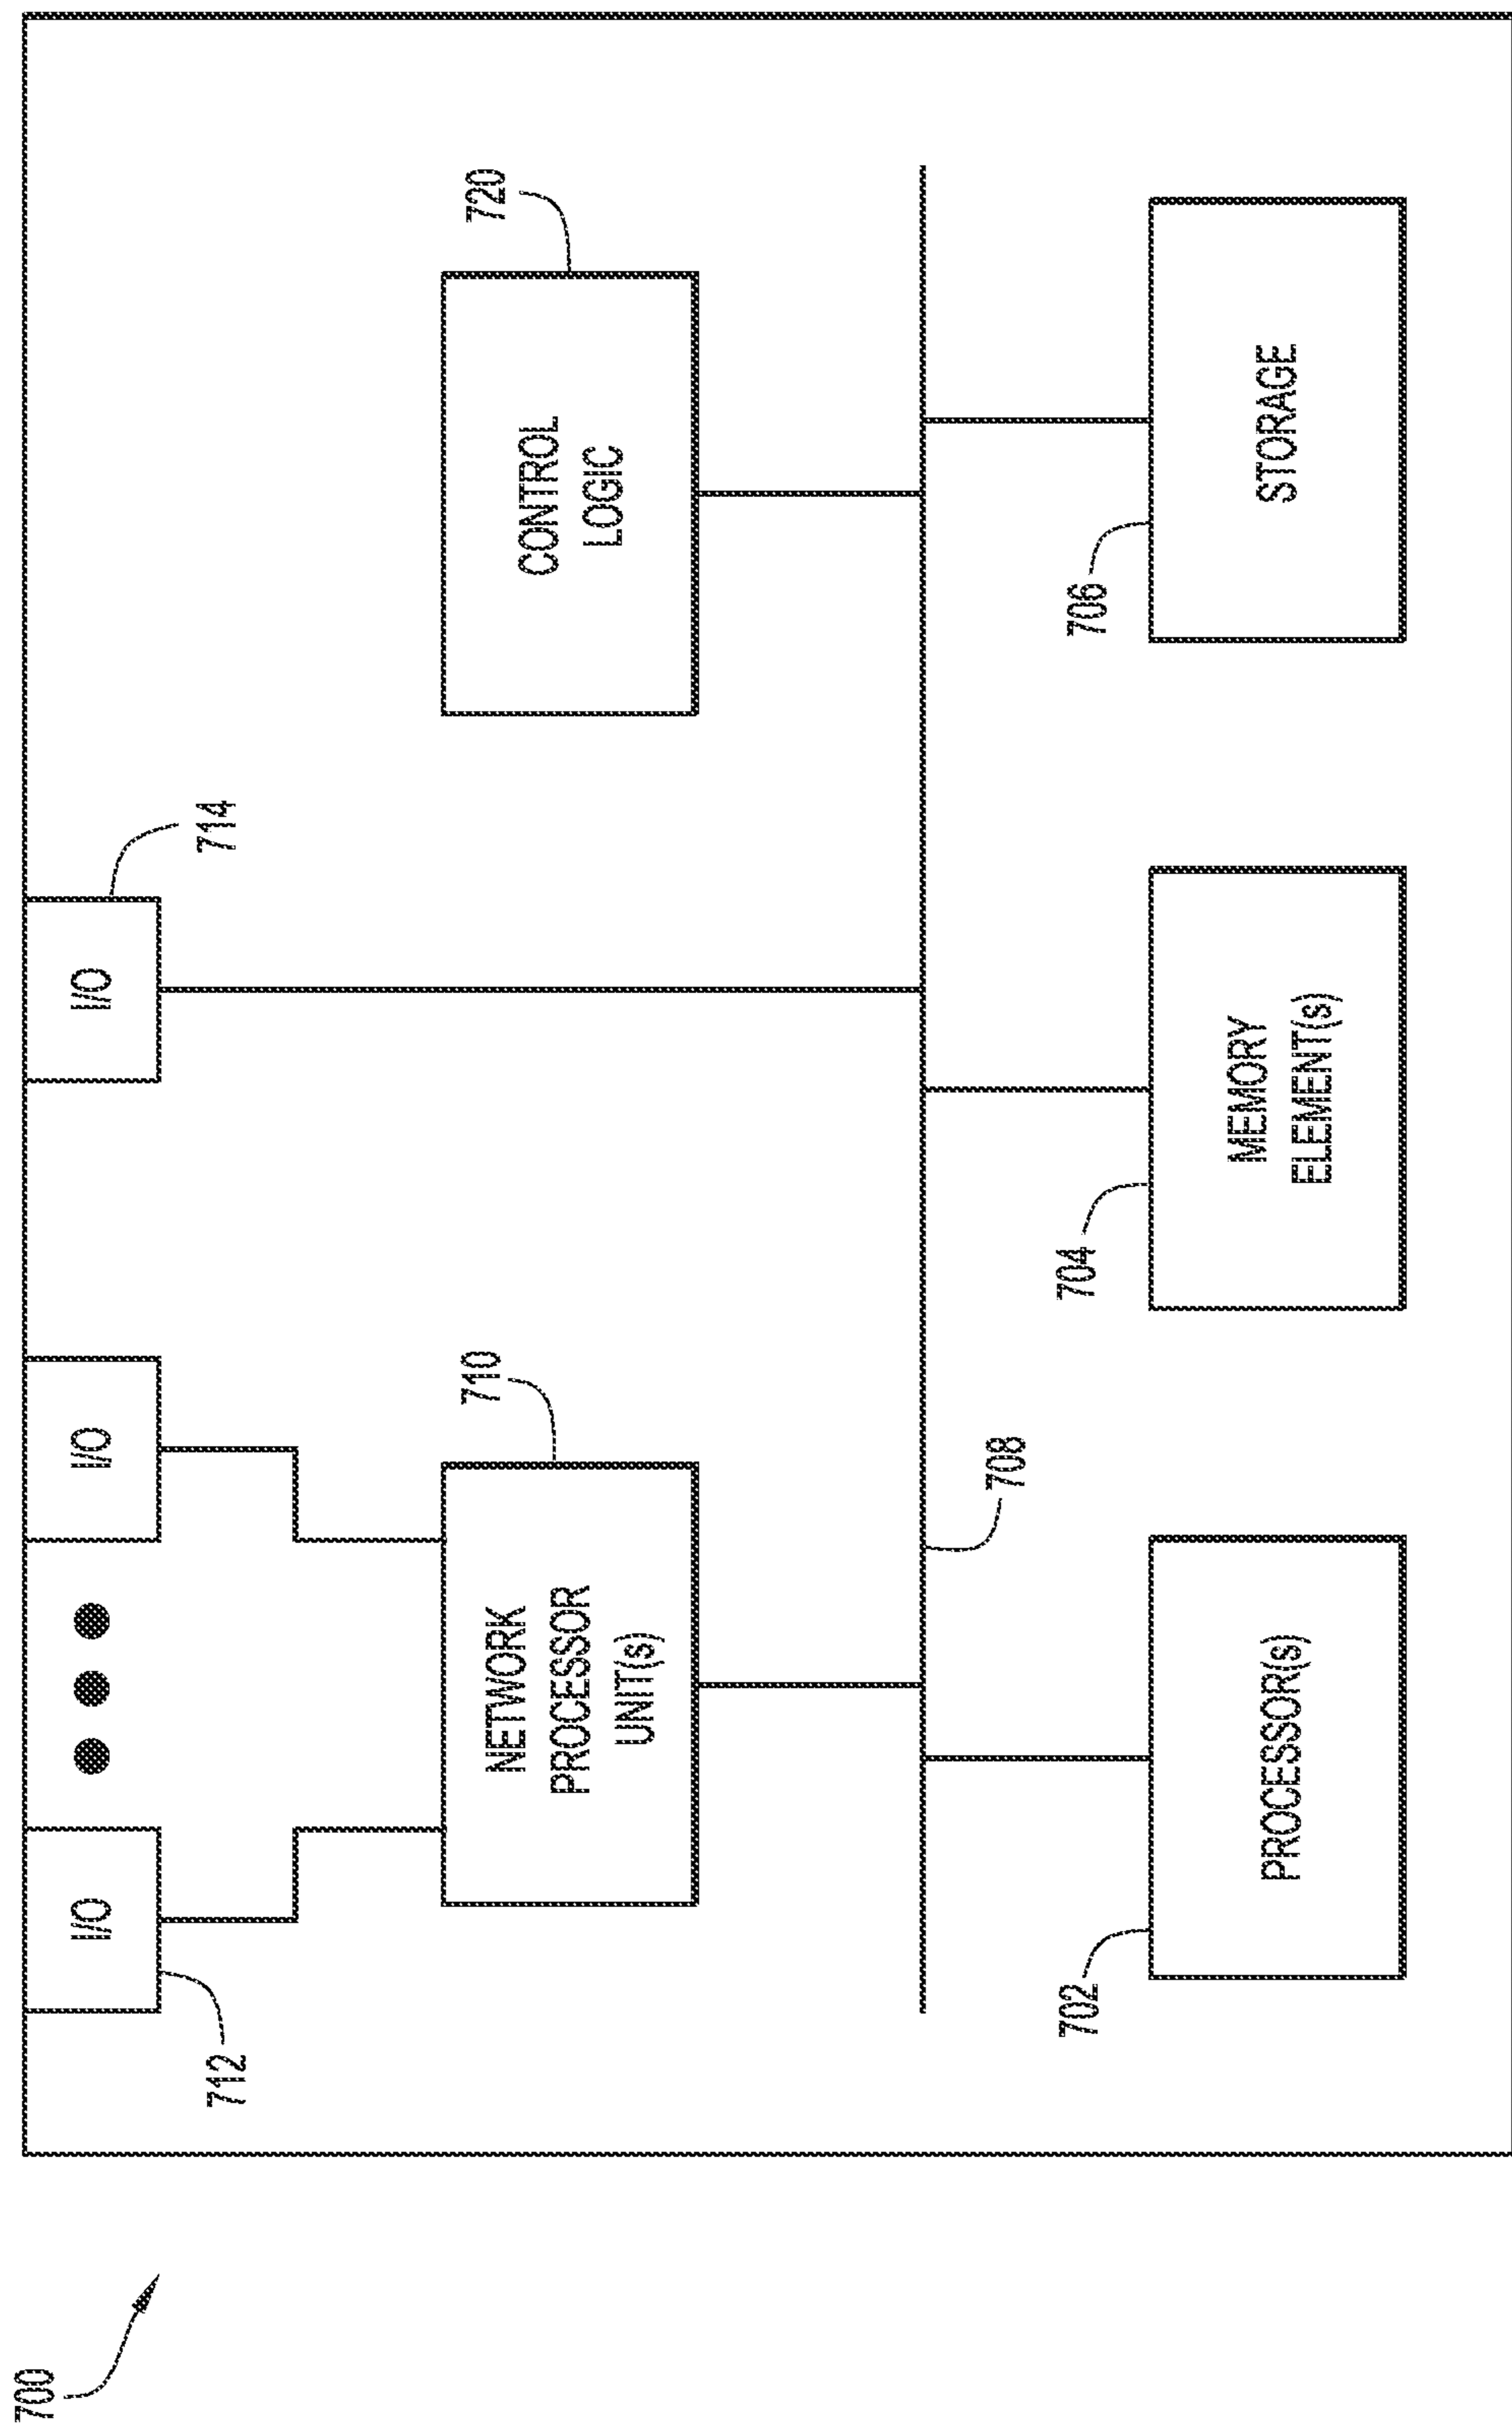 700
I/O
I/O
I/O
712
714
710
720
NETWORK
PROCESSOR
UNIT(s)
CONTROL
LOGIC
708
702
704
706
PROCESSOR(s)
MEMORY
ELEMENT(s)
STORAGE